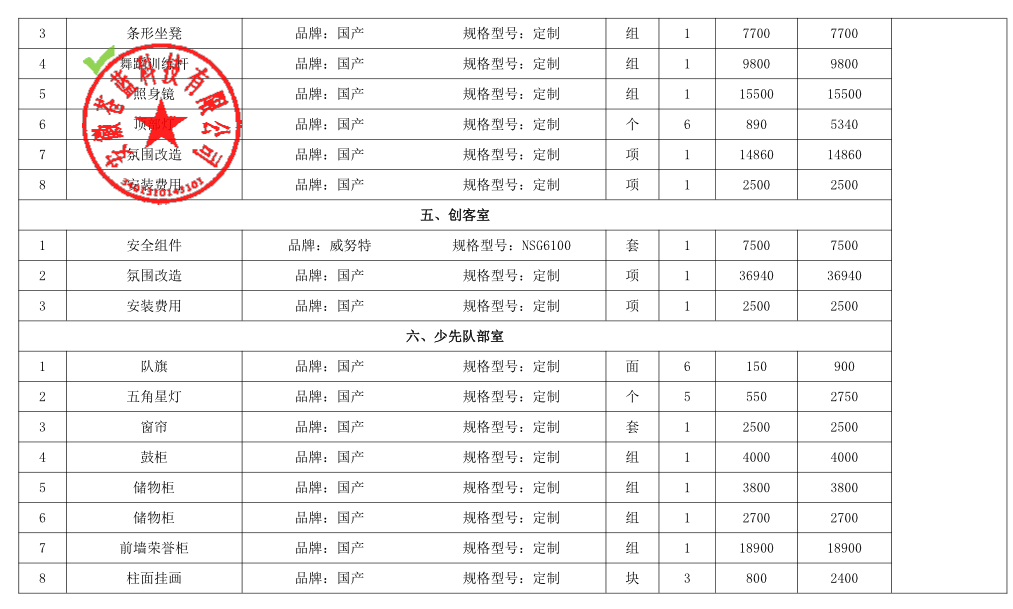 3 条形坐凳 品牌：国产 规格型号：定制 组 1 7700 7700
4 舞蹈训练杆 品牌：国产 规格型号：定制 组 1 9800 9800
5 照身镜 品牌：国产 规格型号：定制 组 1 15500 15500
6 顶部灯 品牌：国产 规格型号：定制 个 6 890 5340
7 氛围改造 品牌：国产 规格型号：定制 项 1 14860 14860
8 安装费用 品牌：国产 规格型号：定制 项 1 2500 2500
五、创客室
1 安全组件 品牌：威努特 规格型号：NSG6100 套 1 7500 7500
2 氛围改造 品牌：国产 规格型号：定制 项 1 36940 36940
3 安装费用 品牌：国产 规格型号：定制 项 1 2500 2500
六、少先队部室
1 队旗 品牌：国产 规格型号：定制 面 6 150 900
2 五角星灯 品牌：国产 规格型号：定制 个 5 550 2750
3 窗帘 品牌：国产 规格型号：定制 套 1 2500 2500
4 鼓柜 品牌：国产 规格型号：定制 组 1 4000 4000
5 储物柜 品牌：国产 规格型号：定制 组 1 3800 3800
6 储物柜 品牌：国产 规格型号：定制 组 1 2700 2700
7 前墙荣誉柜 品牌：国产 规格型号：定制 组 1 18900 18900
8 柱面挂画 品牌：国产 规格型号：定制 块 3 800 2400